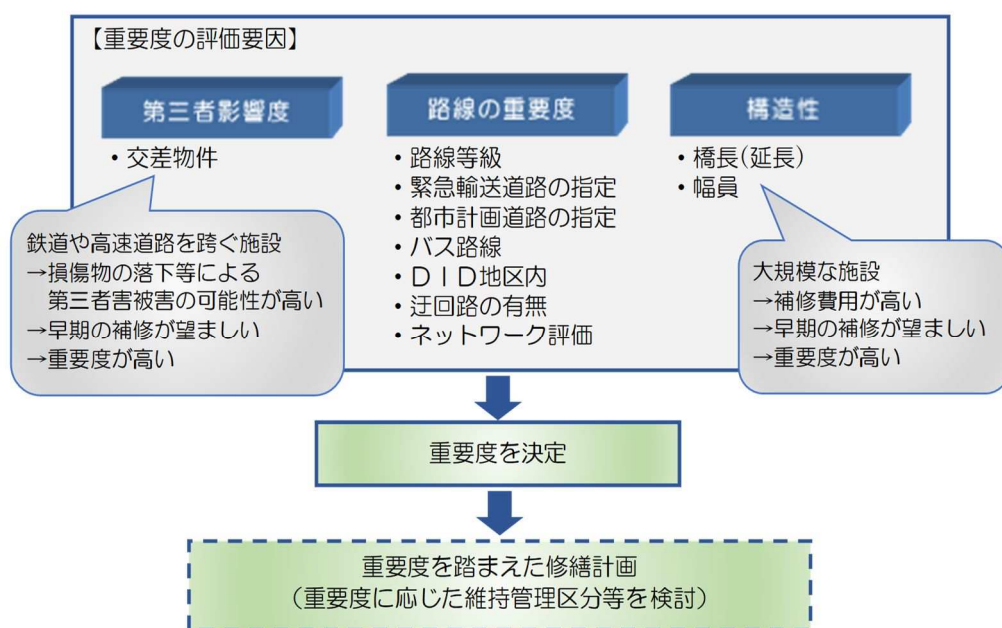 【重要度の評価要因】
第三者影響度
・交差物件
鉄道や高速道路を跨ぐ施設
→損傷物の落下等による
第三者害被害の可能性が高い
→早期の補修が望ましい
→重要度が高い
路線の重要度
・路線等級
・緊急輸送道路の指定
・都市計画道路の指定
・バス路線
・ＤＩＤ地区内
・迂回路の有無
・ネットワーク評価
構造性
・橋長(延長)
・幅員
大規模な施設
→補修費用が高い
→早期の補修が望ましい
→重要度が高い
重要度を決定
重要度を踏まえた修繕計画
（重要度に応じた維持管理区分等を検討）